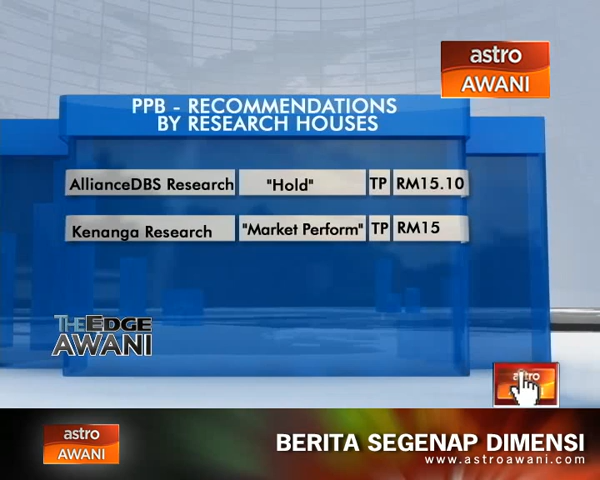 astro
AWANI
PPB - RECOMMENDATIONS
BY RESEARCH HOUSES
AllianceDBS Research "Hold" TP RM15.10
Kenanga Research "Market Perform" TP RM15
THE EDGE
AWANI
astro
astro
AWANI
BERITA SEGENAP DIMENSI
www.astroawani.com